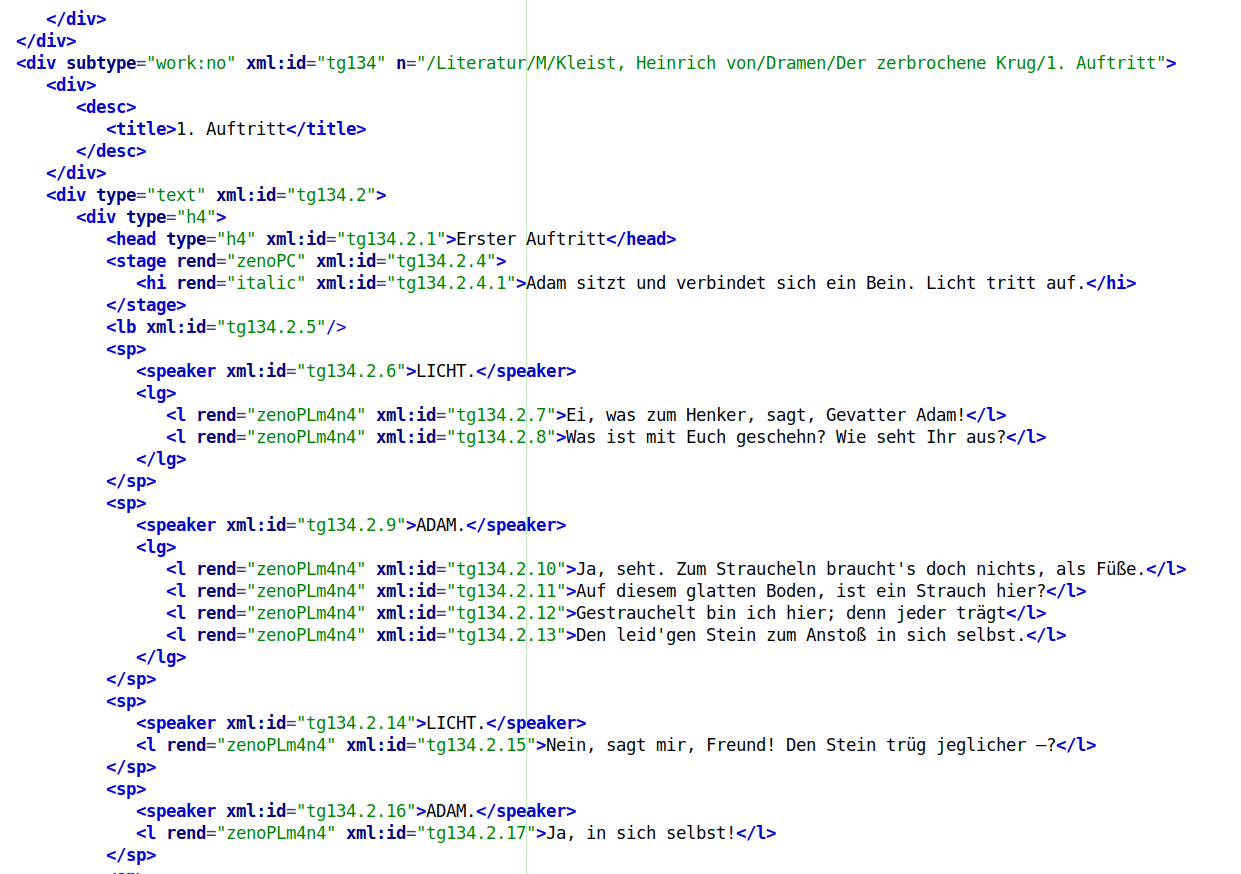 </div>
</div>
<div subtype="work:no" xml:id="tg134" n="/Literatur/M/Kleist, Heinrich von/Dramen/Der zerbrochene Krug/1. Auftritt">
<div>
<desc>
<title>1. Auftritt</title>
</desc>
</div>
<div type="text" xml:id="tg134.2">
<div type="h4">
<head type="h4" xml:id="tg134.2.1">Erster Auftritt</head>
<stage rend="zenoPC" xml:id="tg134.2.4">
<hi rend="italic" xml:id="tg134.2.4.1">Adam sitzt und verbindet sich ein Bein. Licht tritt auf.</hi>
</stage>
<lb xml:id="tg134.2.5"/>
<sp>
<speaker xml:id="tg134.2.6">LICHT.</speaker>
<lg>
<l rend="zenoPLm4n4" xml:id="tg134.2.7">Ei, was zum Henker, sagt, Gevatter Adam!</l>
<l rend="zenoPLm4n4" xml:id="tg134.2.8">Was ist mit Euch geschehn? Wie seht Ihr aus?</l>
</lg>
</sp>
<sp>
<speaker xml:id="tg134.2.9">ADAM.</speaker>
<lg>
<l rend="zenoPLm4n4" xml:id="tg134.2.10">Ja, seht. Zum Straucheln braucht's doch nichts, als Füße.</l>
<l rend="zenoPLm4n4" xml:id="tg134.2.11">Auf diesem glatten Boden, ist ein Strauch hier?</l>
<l rend="zenoPLm4n4" xml:id="tg134.2.12">Gestrauchelt bin ich hier; denn jeder trägt</l>
<l rend="zenoPLm4n4" xml:id="tg134.2.13">Den leid'gen Stein zum Anstoß in sich selbst.</l>
</lg>
</sp>
<sp>
<speaker xml:id="tg134.2.14">LICHT.</speaker>
<l rend="zenoPLm4n4" xml:id="tg134.2.15">Nein, sagt mir, Freund! Den Stein trüg jeglicher –?</l>
</sp>
<sp>
<speaker xml:id="tg134.2.16">ADAM.</speaker>
<l rend="zenoPLm4n4" xml:id="tg134.2.17">Ja, in sich selbst!</l>
</sp>